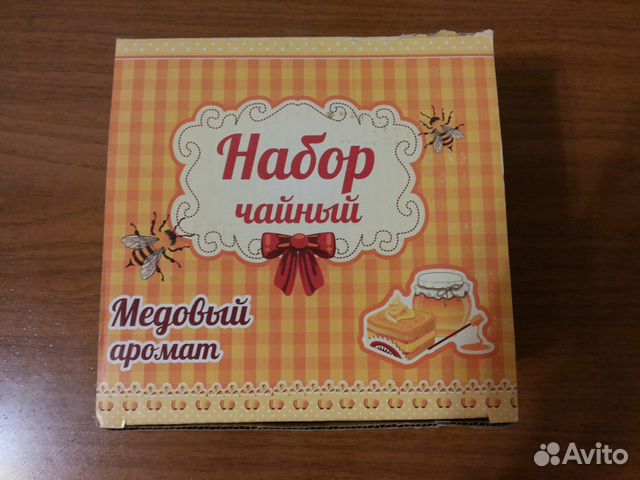 Набор
чайный
Медовый
аромат
Avito